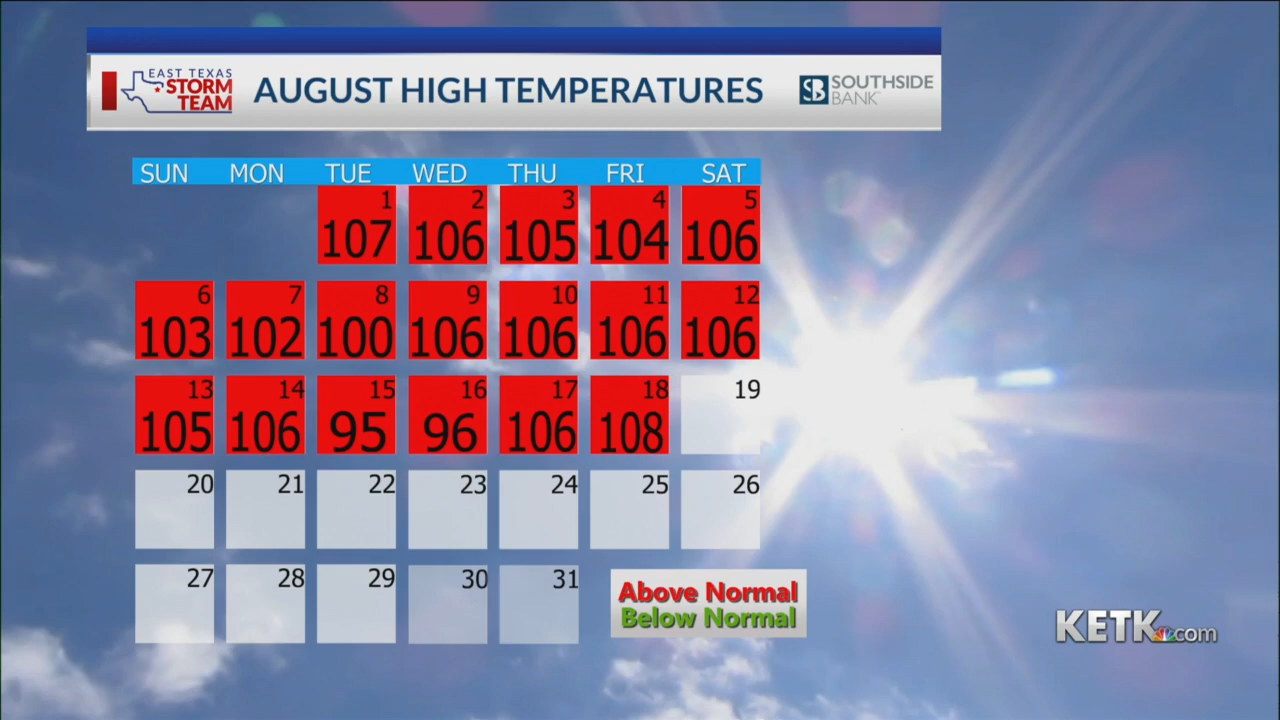 EAST TEXAS
STORM
TEAM
AUGUST HIGH TEMPERATURES
SB SOUTHSIDE
BANK
SUN MON TUE WED THU FRI SAT
1 2 3 4 5
107 106 105 104 106
6 7 8 9 10 11 12
103 102 100 106 106 106 106
13 14 15 16 17 18 19
105 106 95 96 106 108
20 21 22 23 24 25 26
27 28 29 30 31
Above Normal
Below Normal
KETK.com